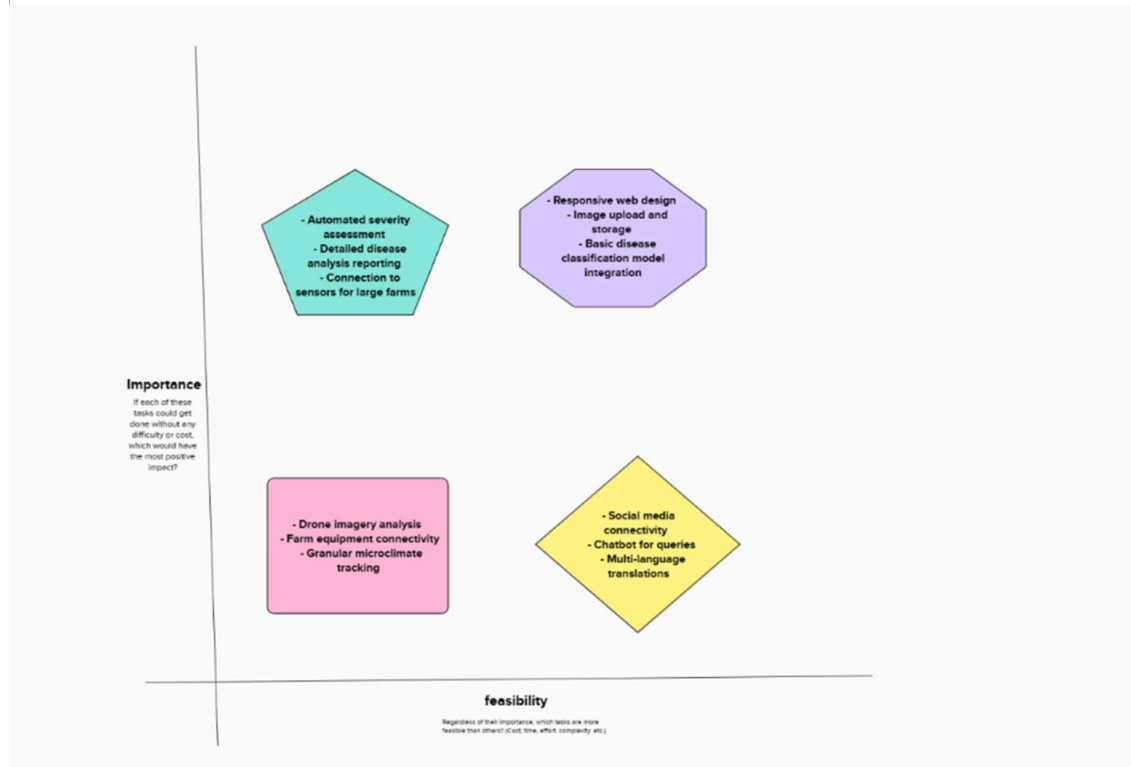 - Automated severity
assessment
- Detailed disease
analysis reporting
- Connection to
sensors for large farms
- Responsive web design
- Image upload and
storage
- Basic disease
classification model
integration
Importance
If each of these
tasks could get
done without any
difficulty or cost,
which would have
the most positive
impact?
- Drone imagery analysis
- Farm equipment connectivity
- Granular microclimate
tracking
- Social media
connectivity
- Chatbot for queries
- Multi-language
translations
feasibility
Regardless of their importance, which tasks are more
feasible than others? (Cost, time, effort, complexity, etc.)